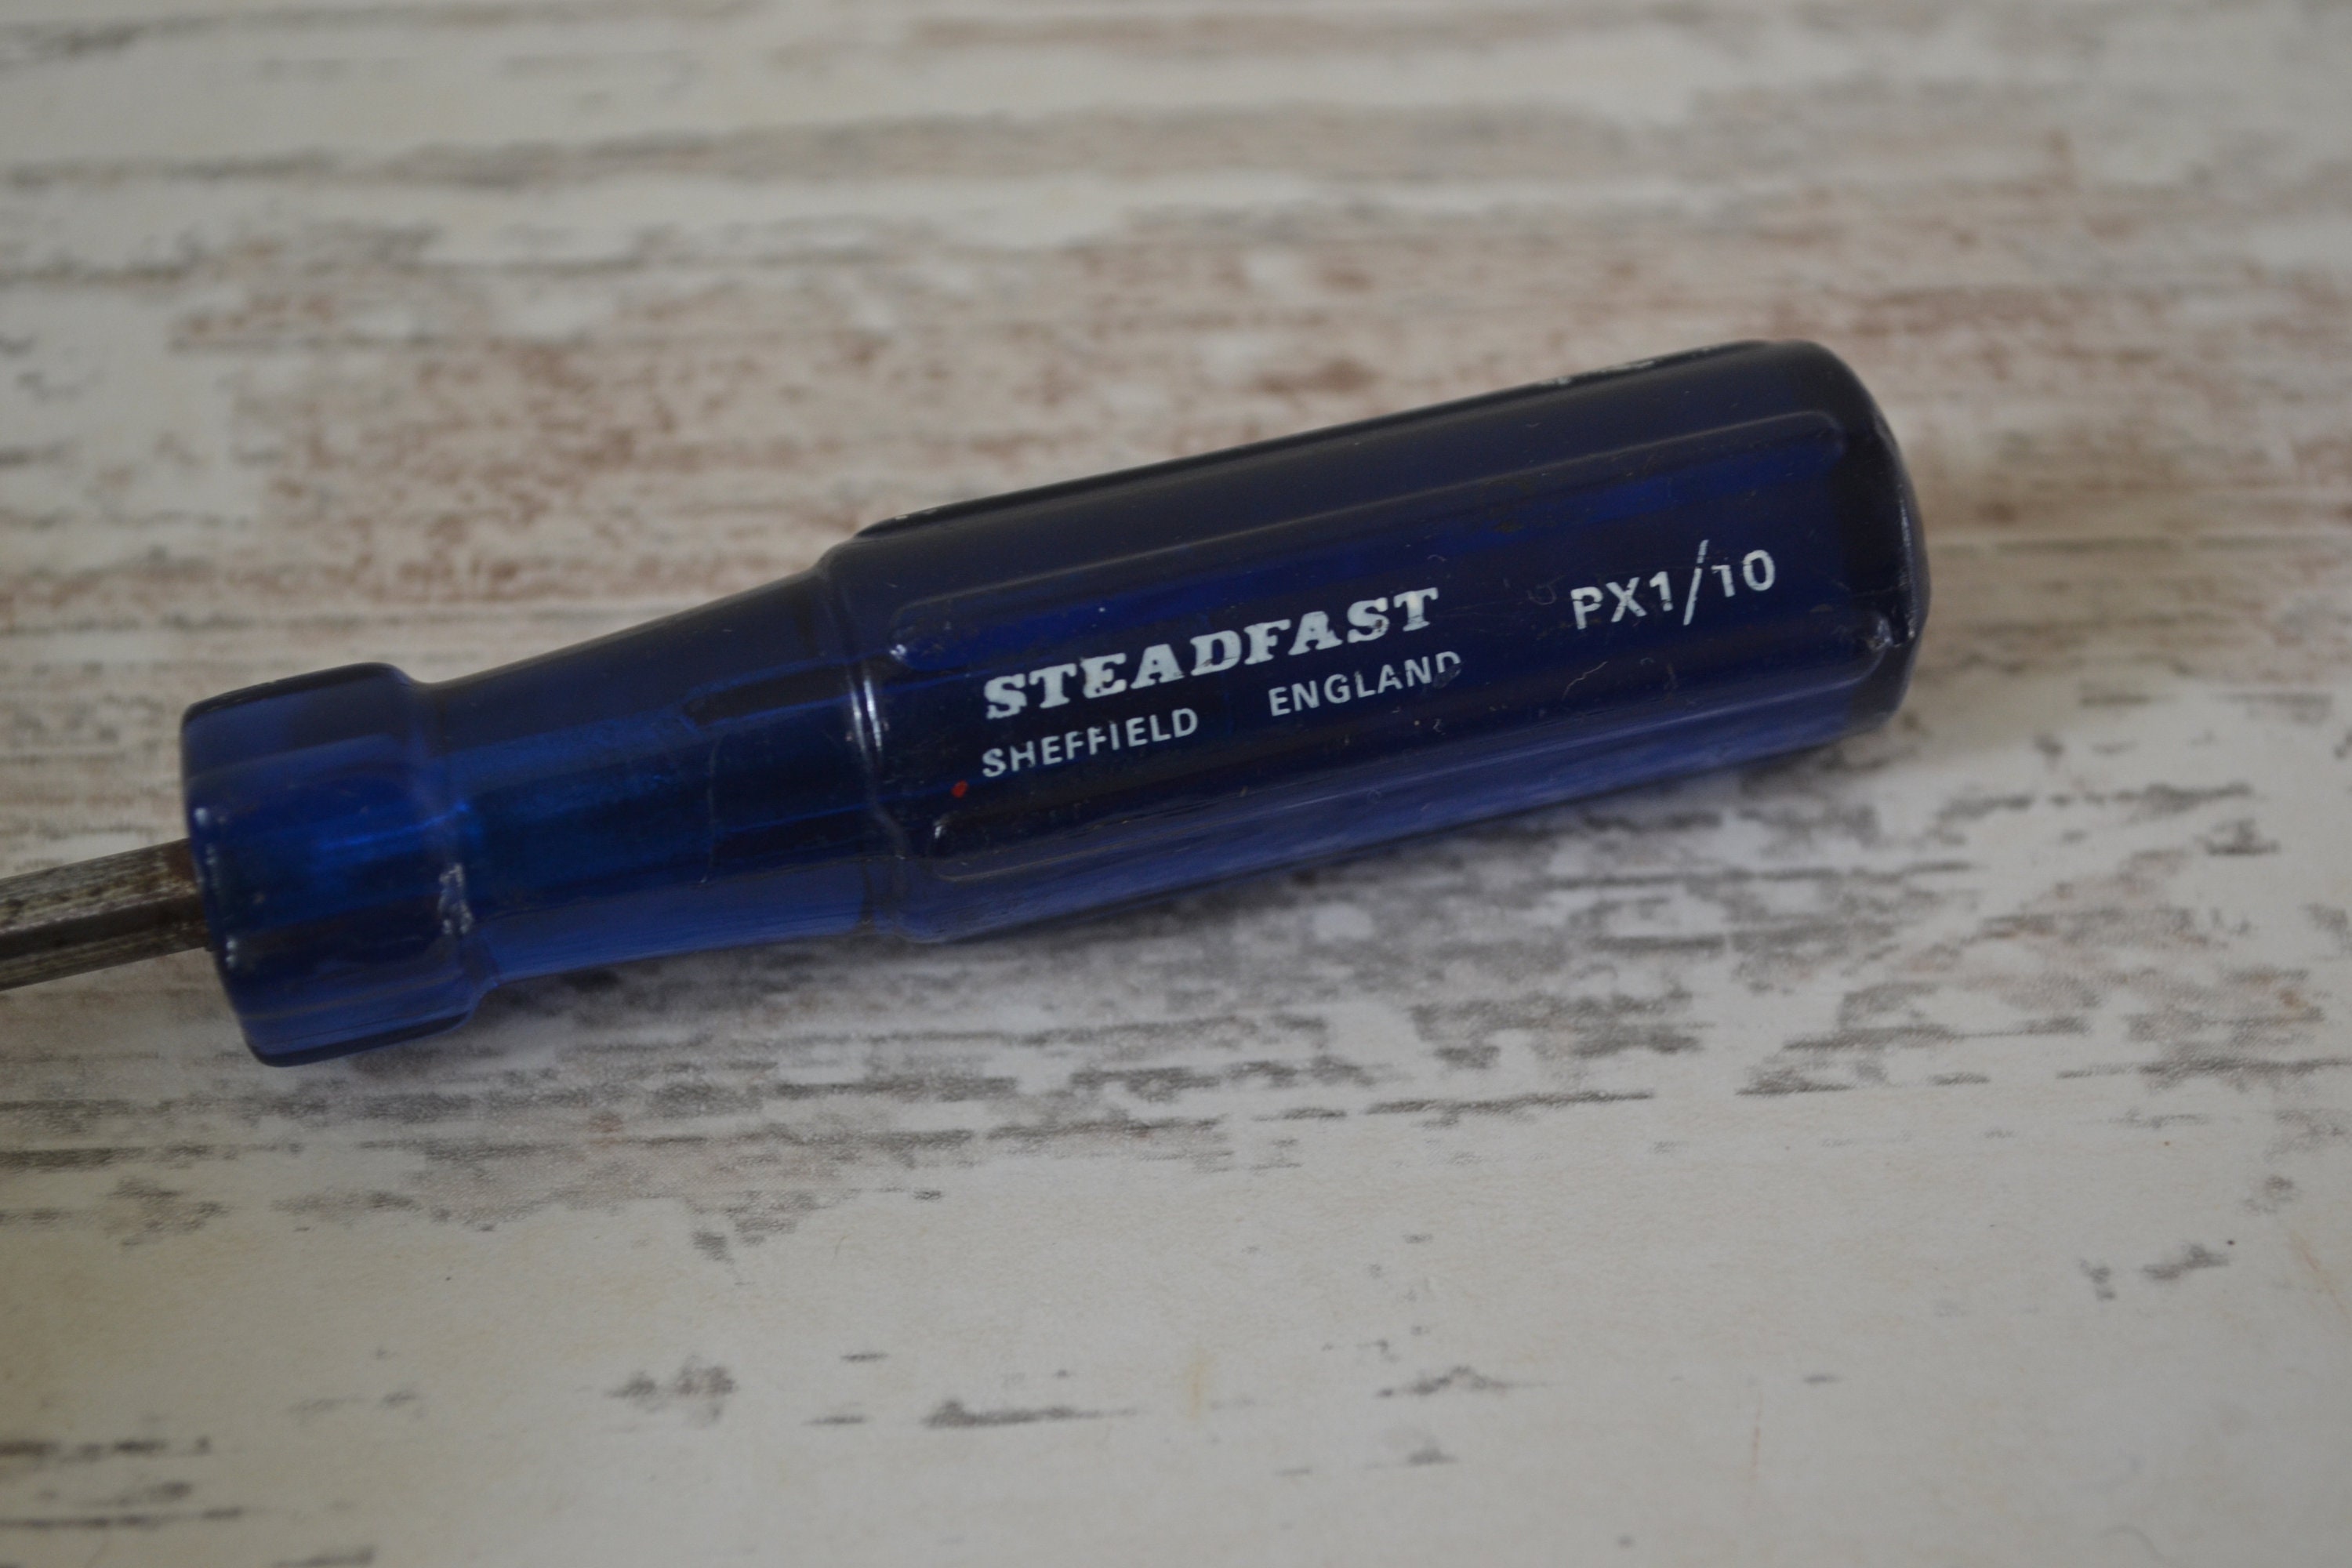 STEADFAST PX1/10
SHEFFIELD ENGLAND